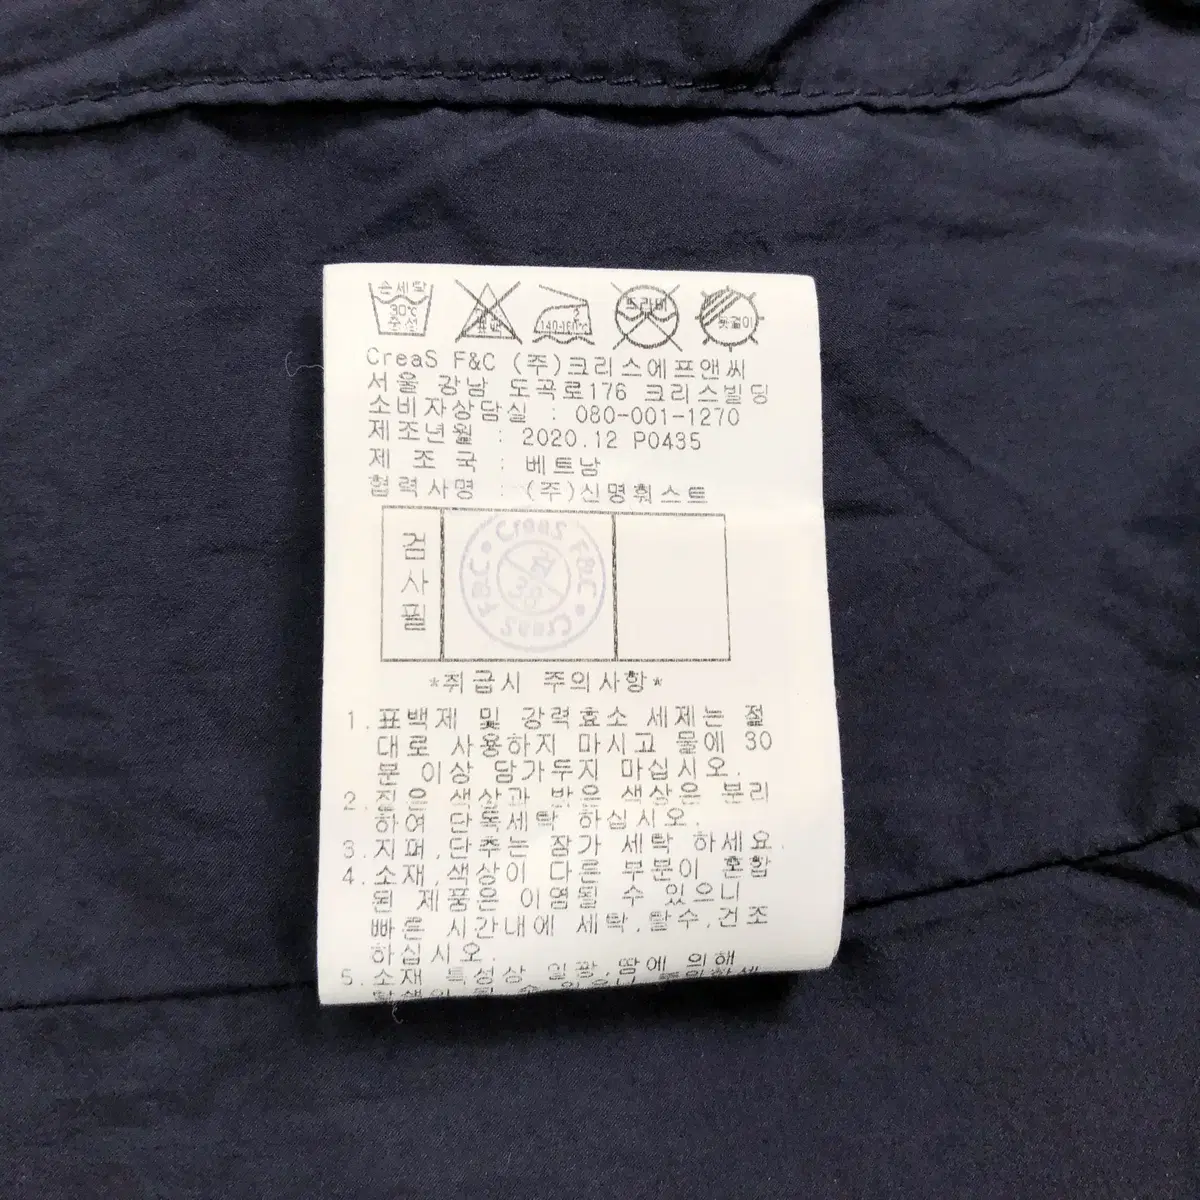 손세탁
30℃
중성
표백
140-160℃
드라이
옷걸이
CreaS F&C (주)크리스에프앤씨
서울 강남 도곡로176 크리스빌딩
소비자상담실 : 080-001-1270
제조년월 : 2020.12 P0435
제 조 국 : 베트남
협력사명 : (주)신명훠스트
검
사
필
CreaS F&C
38
CreaS F&C
*취급시 주의사항*
1.표백제 및 강력효소 세제는 절
대로 사용하지 마시고 물에 30
분 이상 담가두지 마십시오.
2.짙은 색상과 밝은 색상은 분리
하여 단독세탁 하십시오.
3.지퍼,단추는 잠가 세탁 하세요.
4.소재,색상이 다른 부분이 혼합
된 제품은 이염될 수 있으니
빠른 시간내에 세탁,탈수,건조
하십시오.
5.소재 특성상 일광,땀에 의해